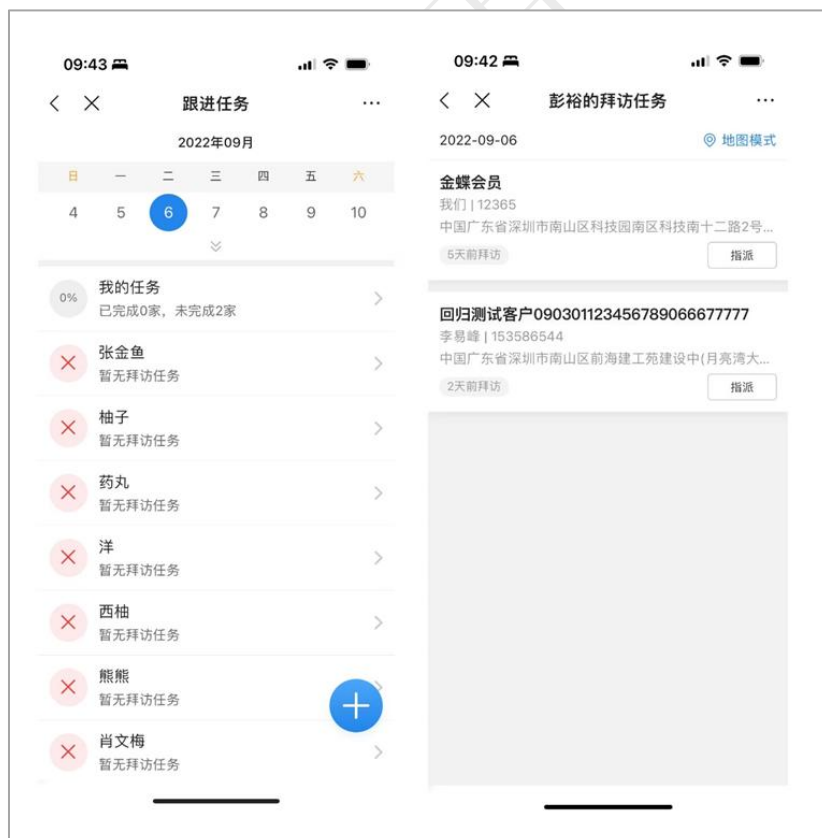 09:43
跟进任务
2022年09月
日 一 二 三 四 五 六
4 5 6 7 8 9 10
0%
我的任务
已完成0家，未完成2家
张金鱼
暂无拜访任务
柚子
暂无拜访任务
药丸
暂无拜访任务
洋
暂无拜访任务
西柚
暂无拜访任务
熊熊
暂无拜访任务
肖文梅
暂无拜访任务
09:42
彭裕的拜访任务
2022-09-06 地图模式
金蝶会员
我们 | 12365
中国广东省深圳市南山区科技园南区科技南十二路2号...
5天前拜访 指派
回归测试客户09030112345678906667​7777
李易峰 | 153586544
中国广东省深圳市南山区前海建工苑建设中(月亮湾大...
2天前拜访 指派